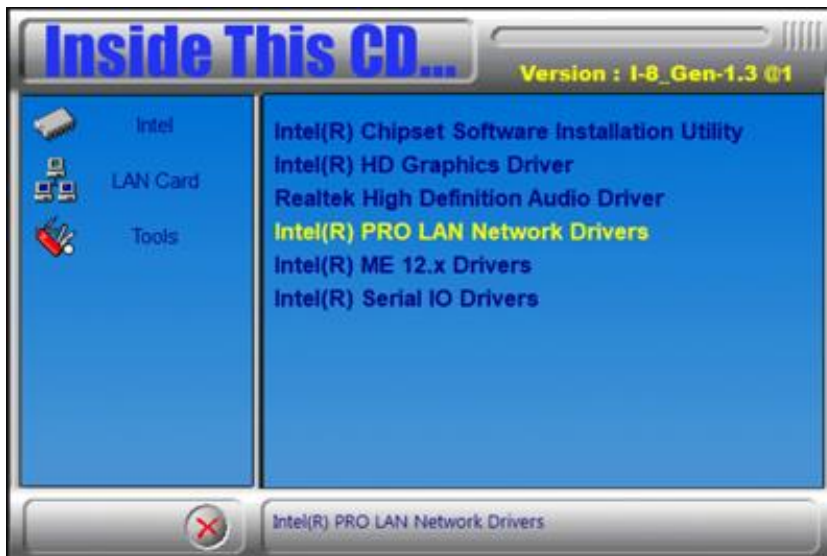 Inside This CD...
Version : I-8_Gen-1.3 @1
Intel
LAN Card
Tools
Intel(R) Chipset Software Installation Utility
Intel(R) HD Graphics Driver
Realtek High Definition Audio Driver
Intel(R) PRO LAN Network Drivers
Intel(R) ME 12.x Drivers
Intel(R) Serial IO Drivers
Intel(R) PRO LAN Network Drivers